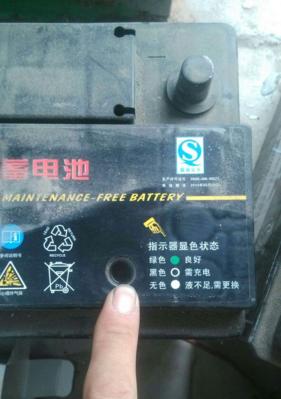 蓄电池
MAINTENANCE-FREE BATTERY
指示器显色状态
绿色 良好
黑色 需充电
无色 液不足,需更换
Pb